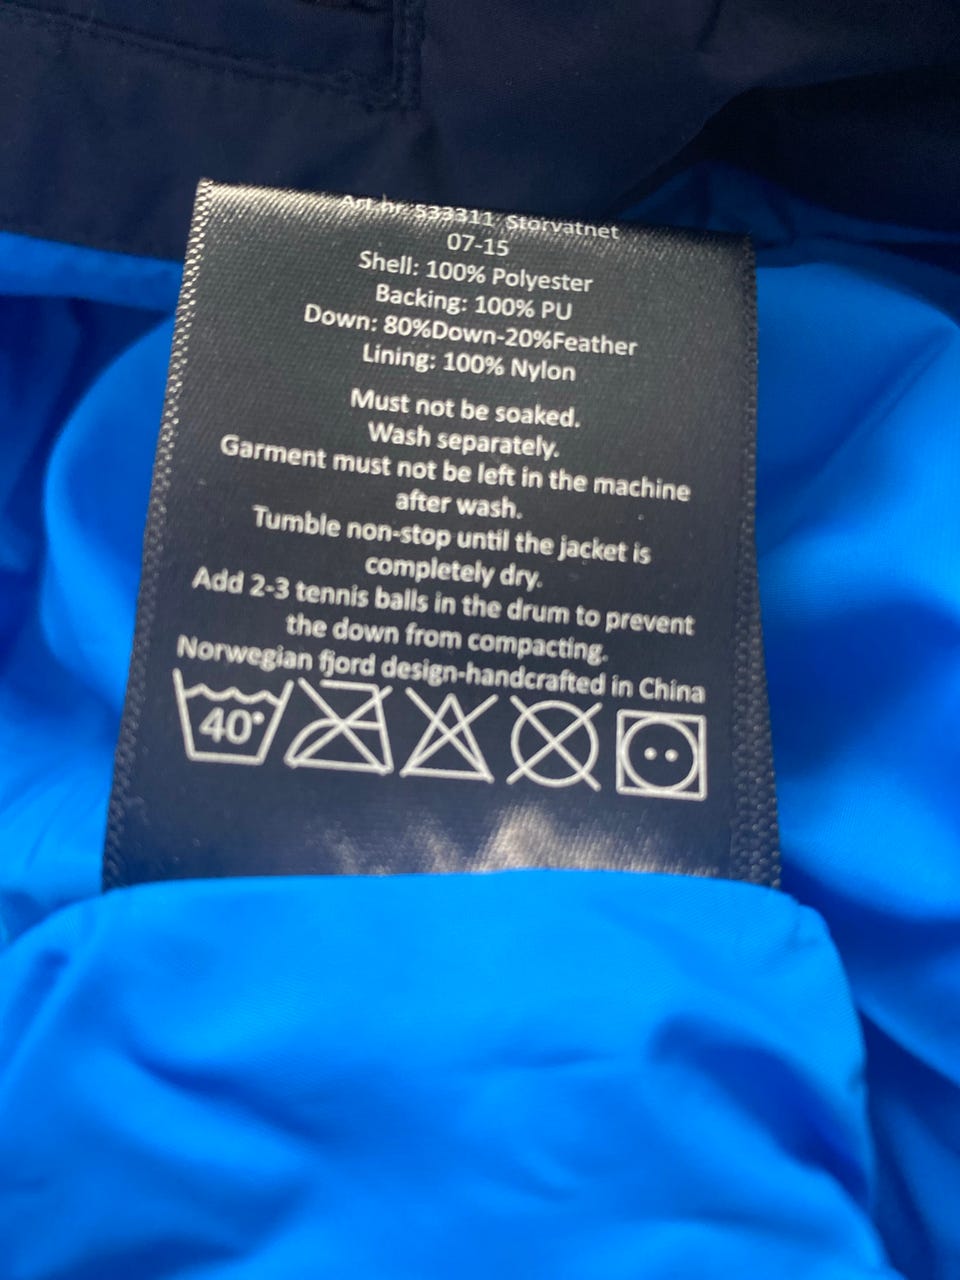 Art.nr. 533311 Storvatnet
07-15
Shell: 100% Polyester
Backing: 100% PU
Down: 80%Down-20%Feather
Lining: 100% Nylon
Must not be soaked.
Wash separately.
Garment must not be left in the machine
after wash.
Tumble non-stop until the jacket is
completely dry.
Add 2-3 tennis balls in the drum to prevent
the down from compacting.
Norwegian fjord design-handcrafted in China
40°